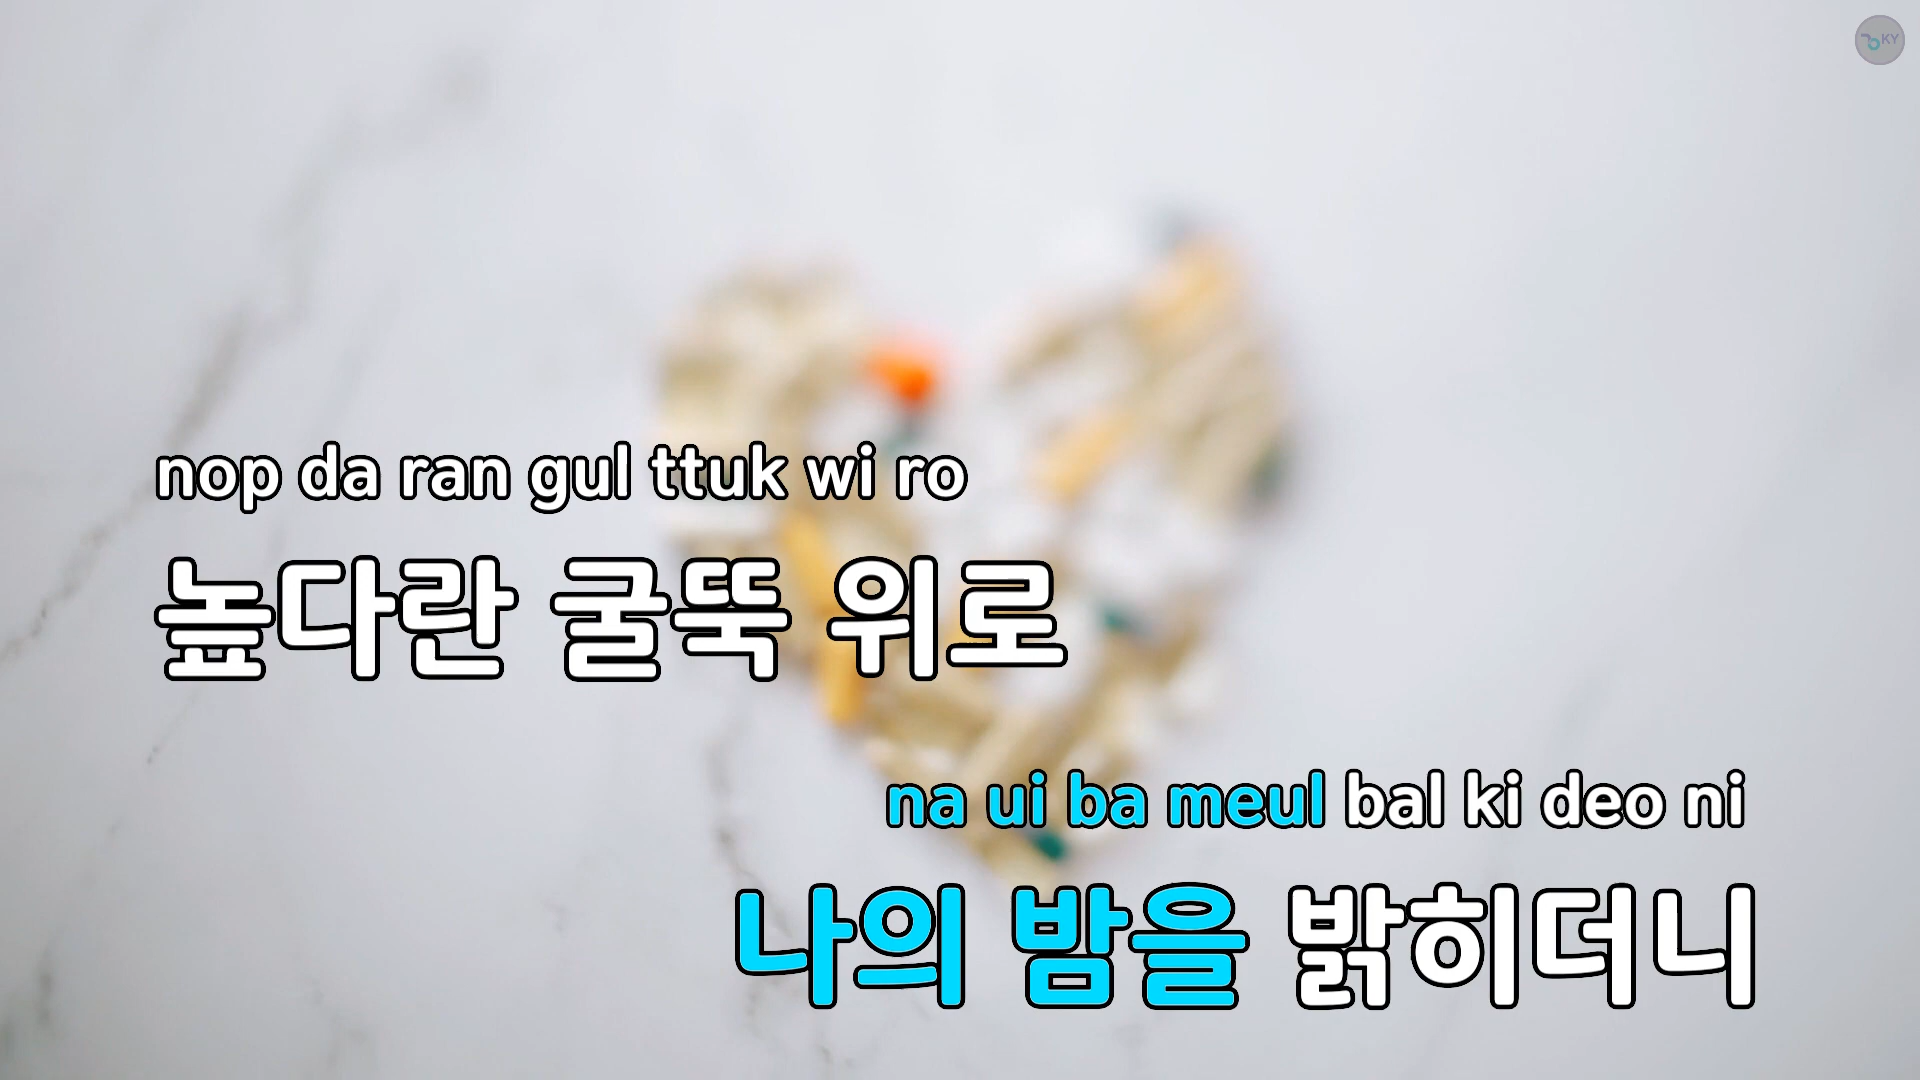 KY
nop da ran gul ttuk wi ro
높다란 굴뚝 위로
na ui ba meul bal ki deo ni
나의 밤을 밝히더니